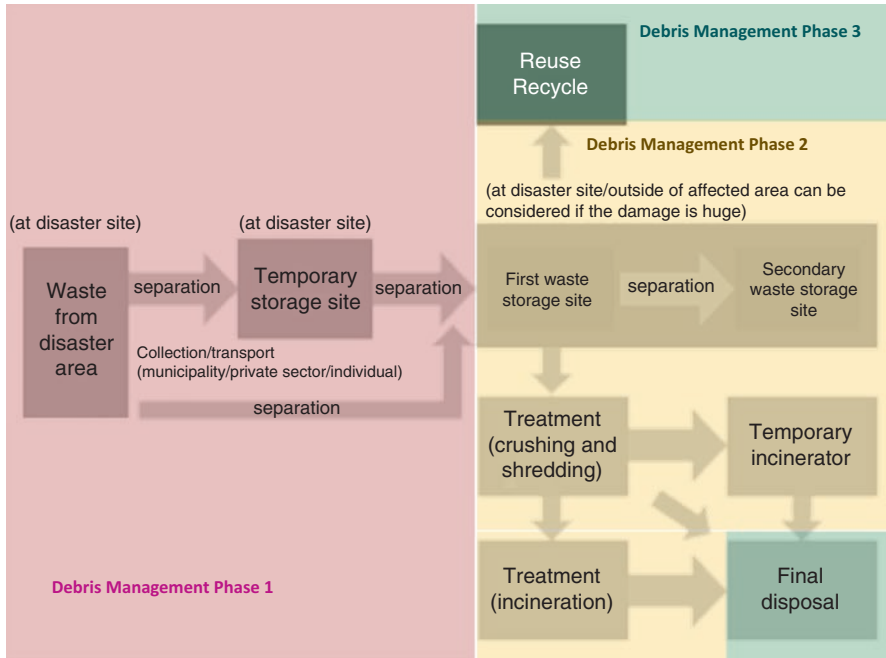 Debris Management Phase 3
Reuse
Recycle
Debris Management Phase 2
(at disaster site/outside of affected area can be
considered if the damage is huge)
(at disaster site)
(at disaster site)
Waste
from
disaster
area
separation
Temporary
storage site
separation
First waste
storage site
separation
Secondary
waste storage
site
Collection/transport
(municipality/private sector/individual)
separation
Treatment
(crushing and
shredding)
Temporary
incinerator
Debris Management Phase 1
Treatment
(incineration)
Final
disposal